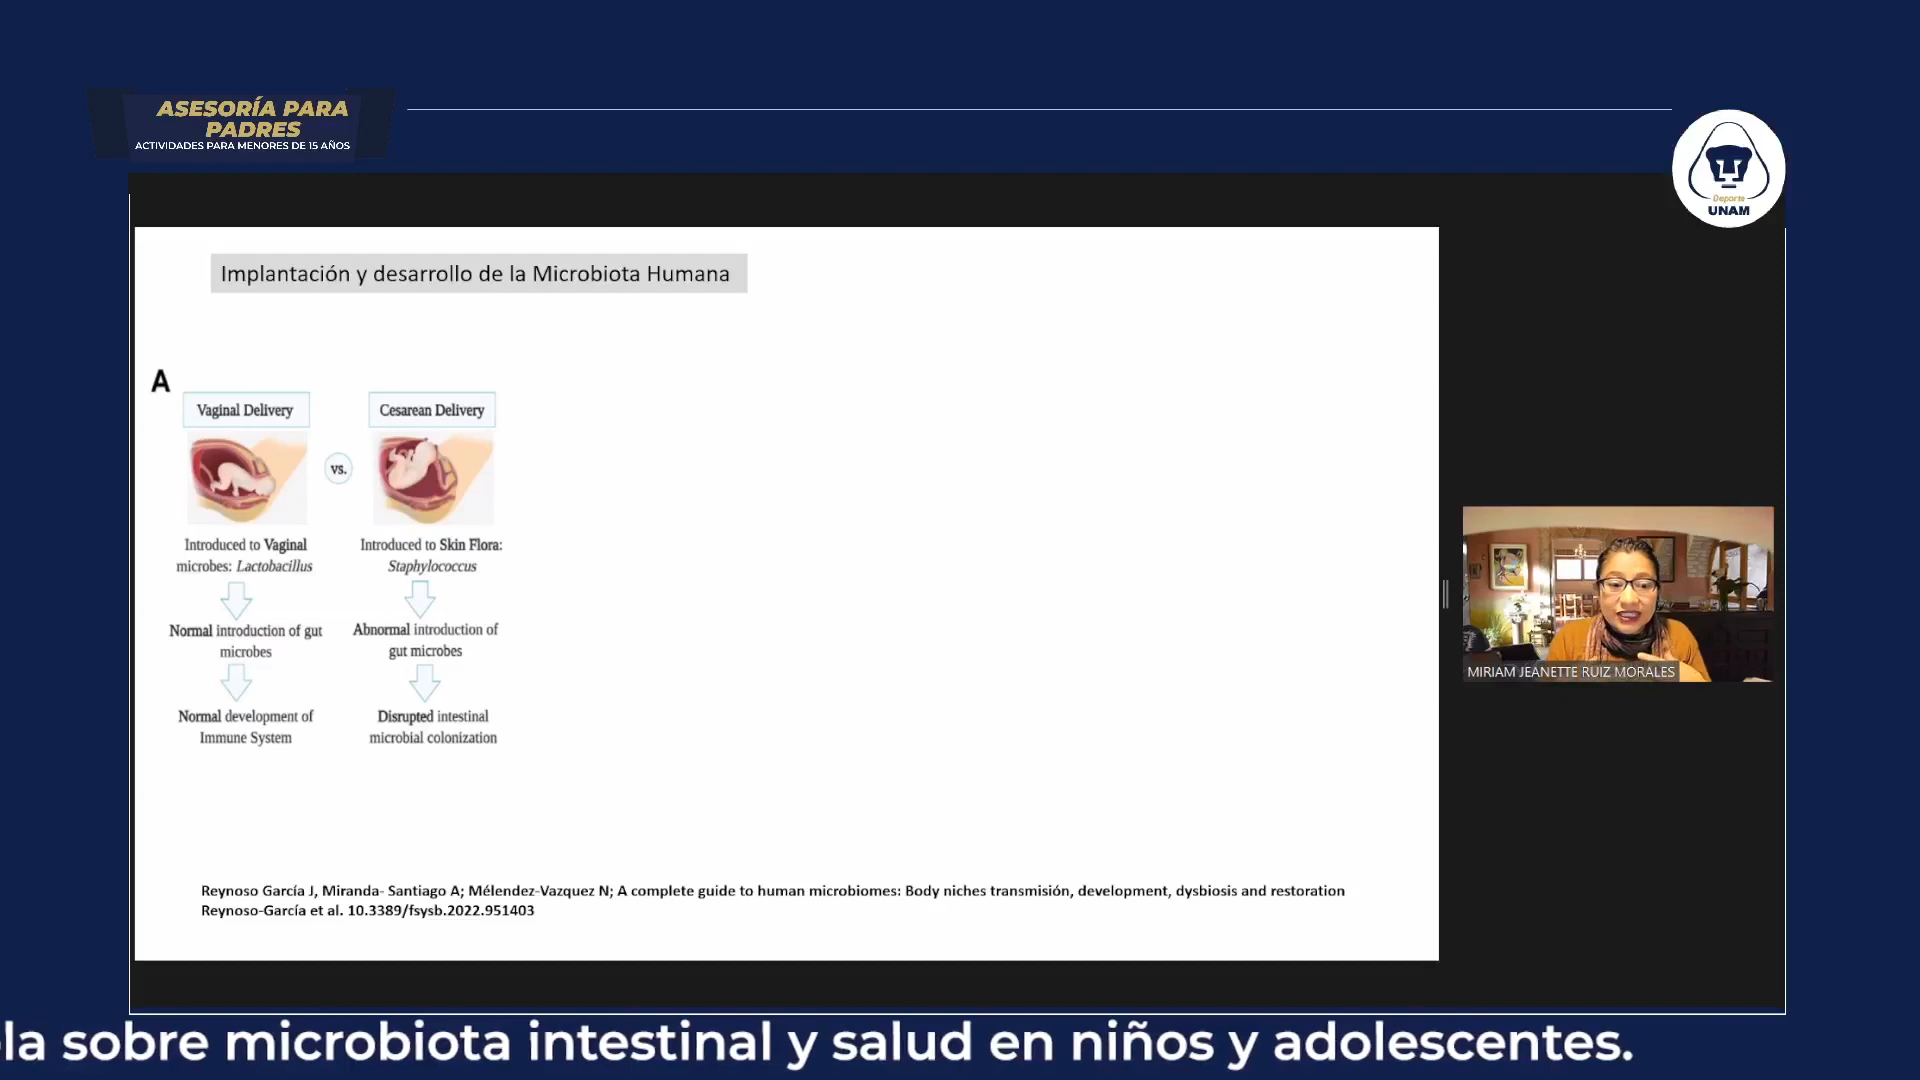 ASESORÍA PARA
PADRES
ACTIVIDADES PARA MENORES DE 15 AÑOS
Deporte
UNAM
Implantación y desarrollo de la Microbiota Humana
A
Vaginal Delivery
vs.
Cesarean Delivery
Introduced to Vaginal
microbes: Lactobacillus
Normal introduction of gut
microbes
Normal development of
Immune System
Introduced to Skin Flora:
Staphylococcus
Abnormal introduction of
gut microbes
Disrupted intestinal
microbial colonization
MIRIAM JEANETTE RUIZ MORALES
Reynoso García J, Miranda- Santiago A; Mélendez-Vazquez N; A complete guide to human microbiomes: Body niches transmisión, development, dysbiosis and restoration
Reynoso-García et al. 10.3389/fsysb.2022.951403
la sobre microbiota intestinal y salud en niños y adolescentes.